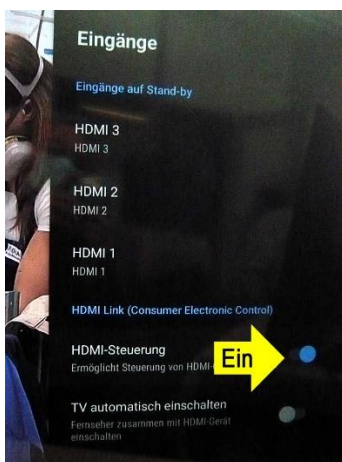 Eingänge
Eingänge auf Stand-by
HDMI 3
HDMI 3
HDMI 2
HDMI 2
HDMI 1
HDMI 1
HDMI Link (Consumer Electronic Control)
HDMI-Steuerung
Ermöglicht Steuerung von HDMI-
Ein
TV automatisch einschalten
Fernseher zusammen mit HDMI-Gerät
einschalten